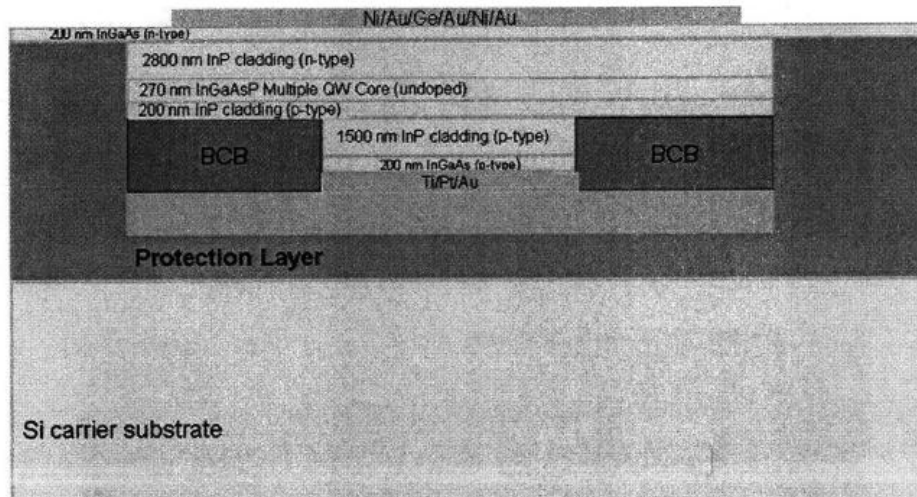 Ni/Au/Ge/Au/Ni/Au
200 nm InGaAs (n-type)
2800 nm InP cladding (n-type)
270 nm InGaAsP Multiple QW Core (undoped)
200 nm InP cladding (p-type)
1500 nm InP cladding (p-type)
BCB
BCB
200 nm InGaAs (p-type)
Ti/Pt/Au
Protection Layer
Si carrier substrate